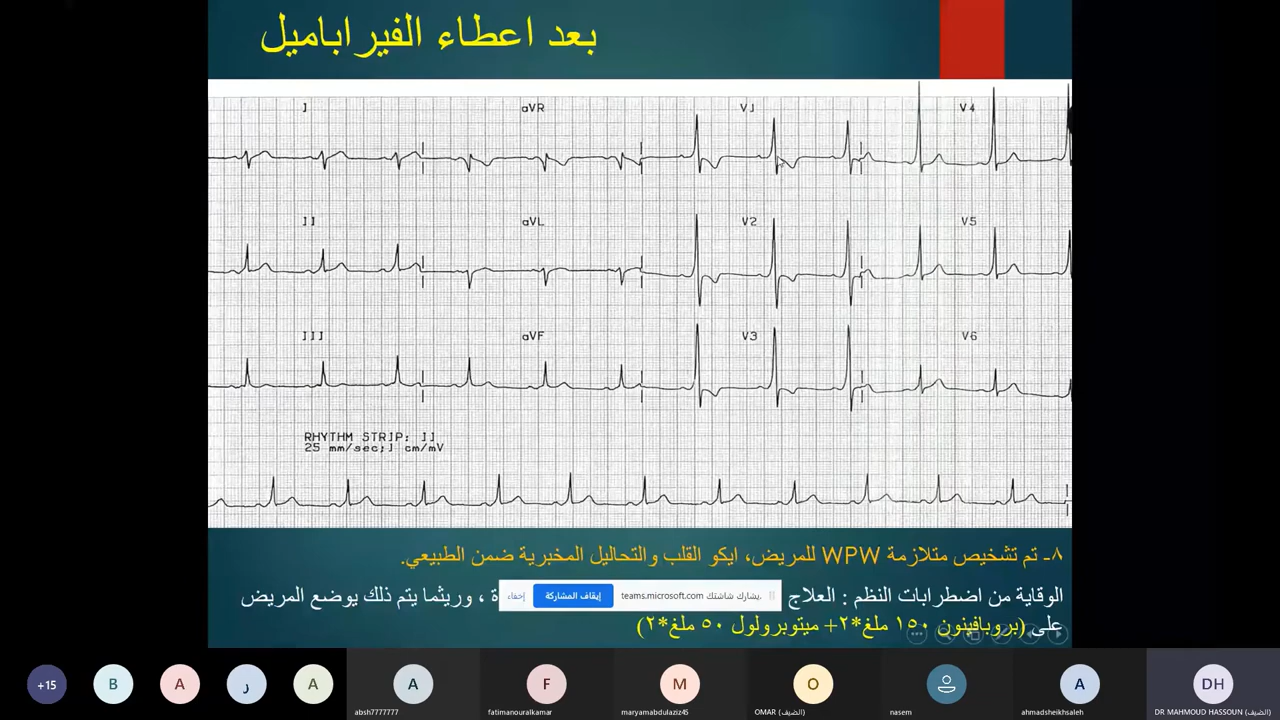 بعد اعطاء الفيراباميل
I aVR V1 V4
II aVL V2 V5
III aVF V3 V6
RHYTHM STRIP: II
25 mm/sec;1 cm/mV
٨- تم تشخيص متلازمة WPW للمريض، ايكو القلب والتحاليل المخبرية ضمن الطبيعي.
الوقاية من اضطرابات النظم : العلاج
ة ، وريثما يتم ذلك يوضع المريض
يشارك شاشتك teams.microsoft.com.
إيقاف المشاركة
إخفاء
على (بروبافينون ١٥٠ ملغ*٢+ ميتوبرولول ٥٠ ملغ*٢)
+15 B A ر A A F M O A DH
absh7777777
fatimanouralkamar
maryamabdulaziz45
OMAR (الضيف)
nasem
ahmadsheikhsaleh
DR MAHMOUD HASSOUN (الضيف)